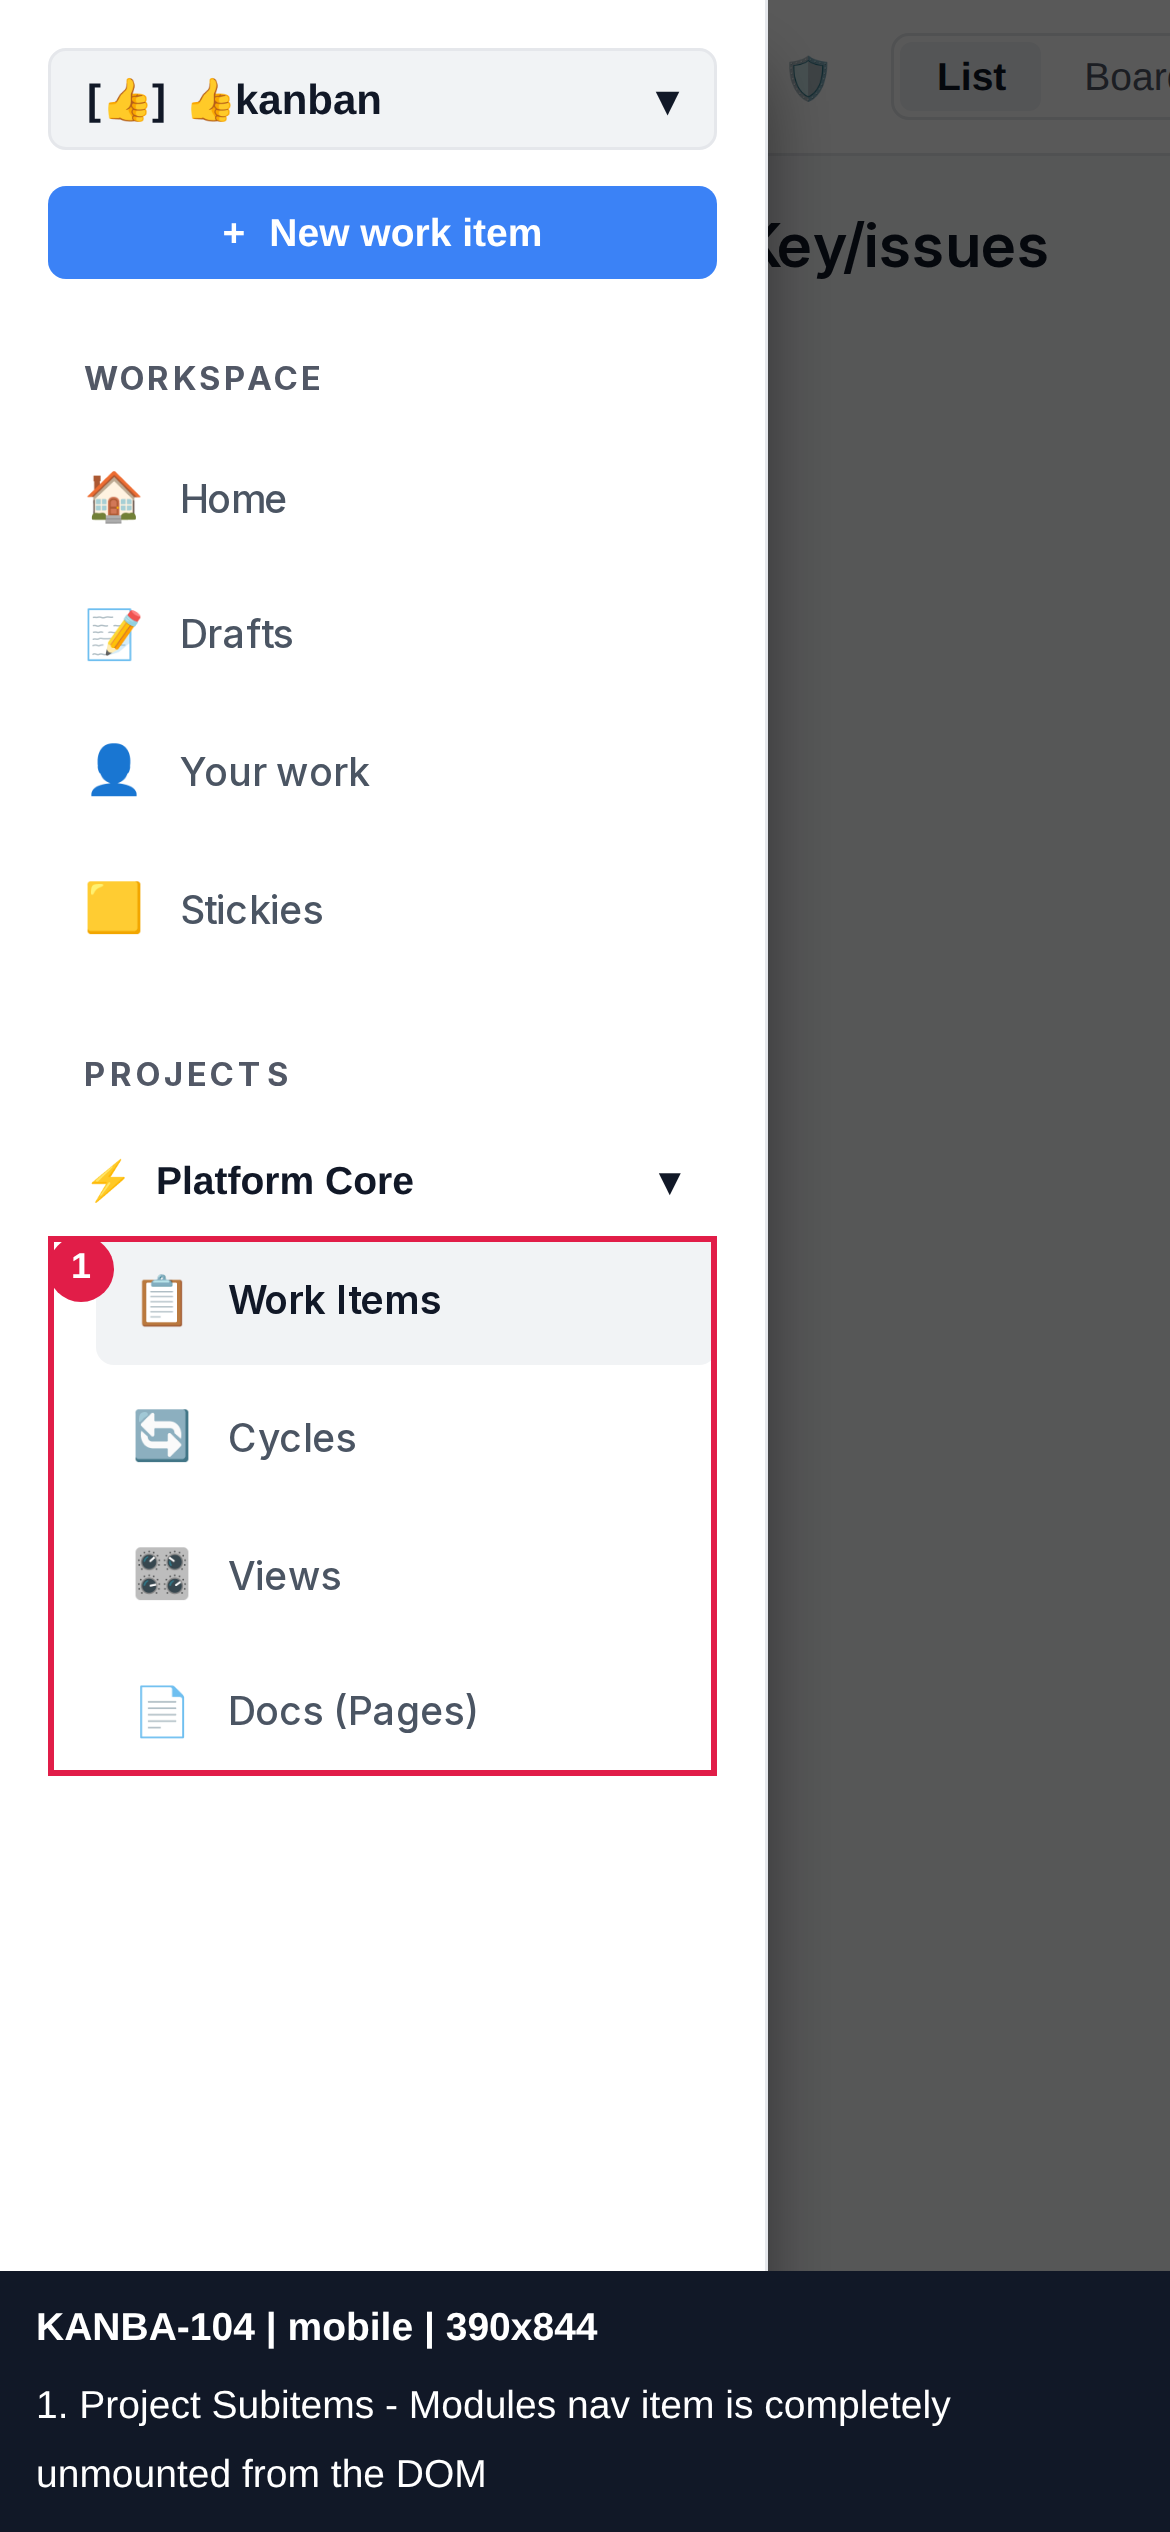 [👍] 👍kanban ▼
List
Boar
+ New work item
Key/issues
WORKSPACE
Home
Drafts
Your work
Stickies
PROJECTS
Platform Core ▼
1
Work Items
Cycles
Views
Docs (Pages)
KANBA-104 | mobile | 390x844
1. Project Subitems - Modules nav item is completely
unmounted from the DOM